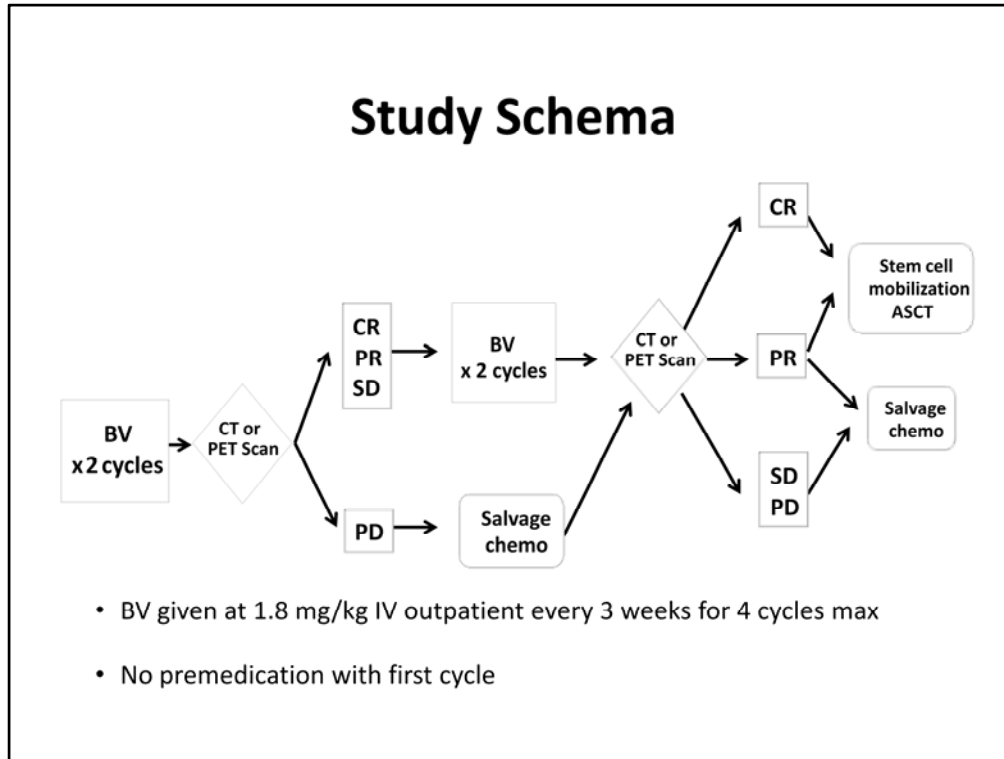 Study Schema
BV
x 2 cycles
CT or
PET Scan
CR
PR
SD
PD
BV
x 2 cycles
Salvage
chemo
CT or
PET Scan
CR
PR
SD
PD
Stem cell
mobilization
ASCT
Salvage
chemo
• BV given at 1.8 mg/kg IV outpatient every 3 weeks for 4 cycles max
• No premedication with first cycle